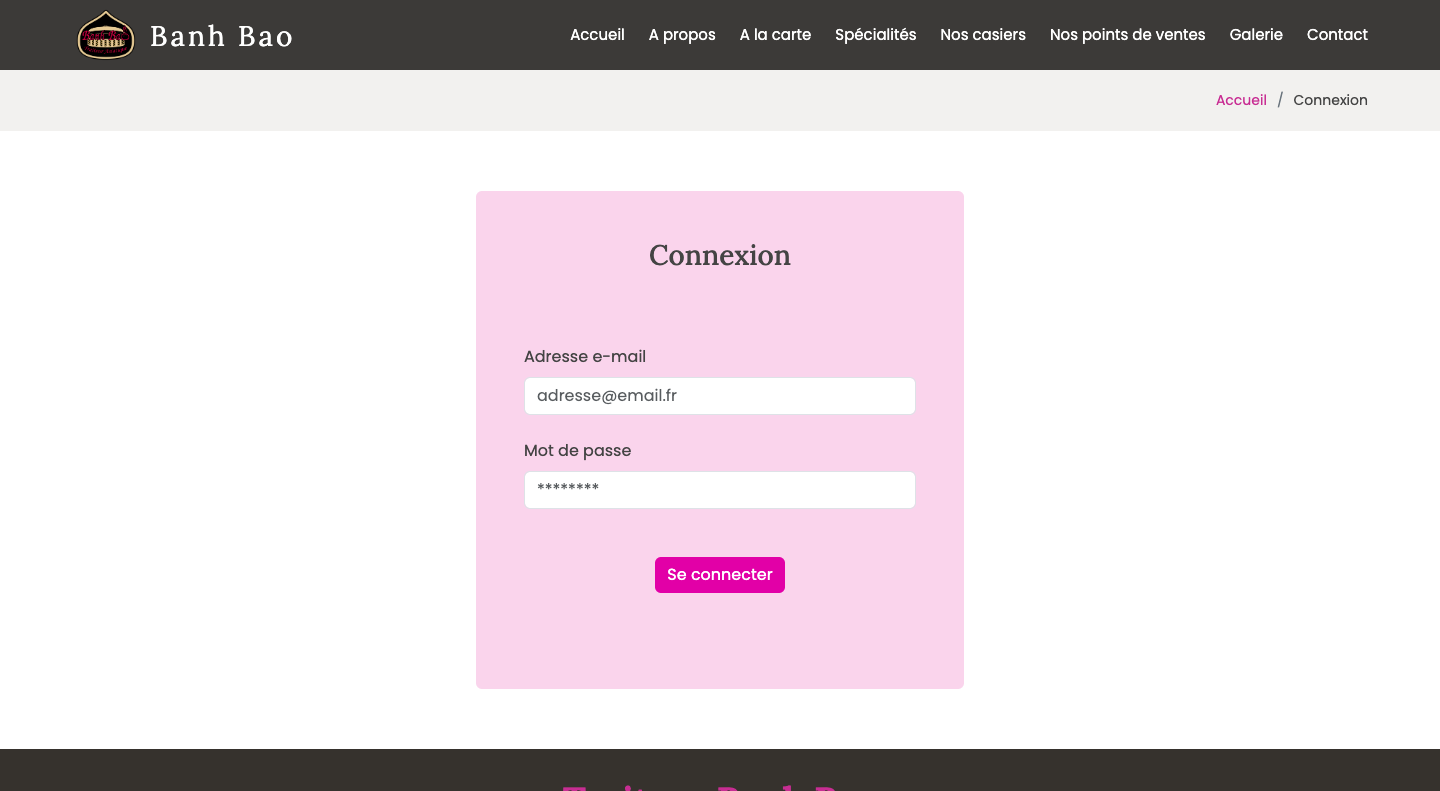 Banh Bao
Accueil A propos A la carte Spécialités Nos casiers Nos points de ventes Galerie Contact
Accueil / Connexion
Connexion
Adresse e-mail
adresse@email.fr
Mot de passe
********
Se connecter